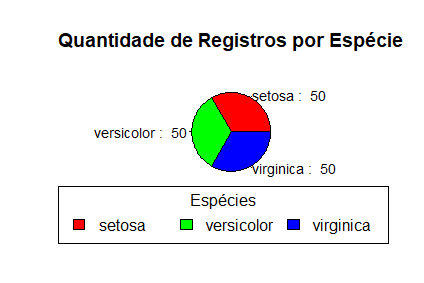 Quantidade de Registros por Espécie
setosa :  50
versicolor :  50
virginica :  50
Espécies
setosa versicolor virginica